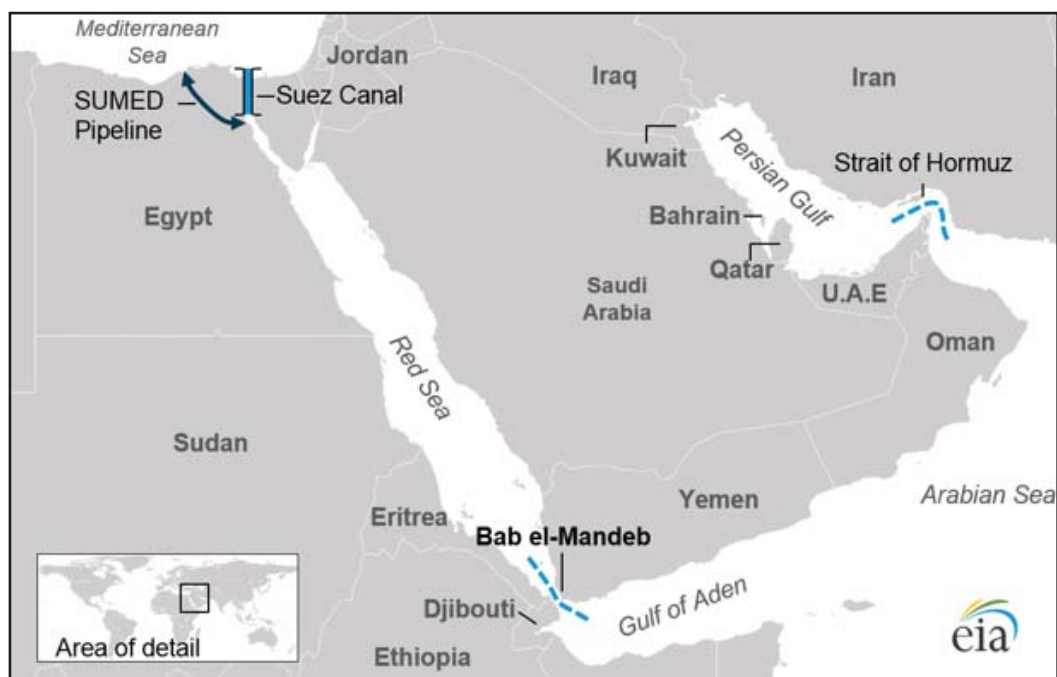 Mediterranean
Sea
Jordan
Iraq
Iran
SUMED
Pipeline
Suez Canal
Kuwait
Persian Gulf
Strait of Hormuz
Egypt
Bahrain
Qatar
Saudi
Arabia
U.A.E
Oman
Red Sea
Sudan
Arabian Sea
Yemen
Eritrea
Bab el-Mandeb
Djibouti
Gulf of Aden
Ethiopia
Area of detail
eia